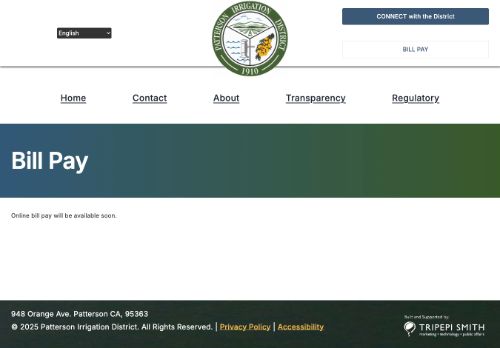 English
PATTERSON IRRIGATION DISTRICT
1910
CONNECT with the District
BILL PAY
Home Contact About Transparency Regulatory
Bill Pay
Online bill pay will be available soon.
948 Orange Ave. Patterson CA, 95363
© 2025 Patterson Irrigation District. All Rights Reserved. | Privacy Policy | Accessibility
Built and Supported by:
TRIPEPI SMITH
marketing • technology • public affairs